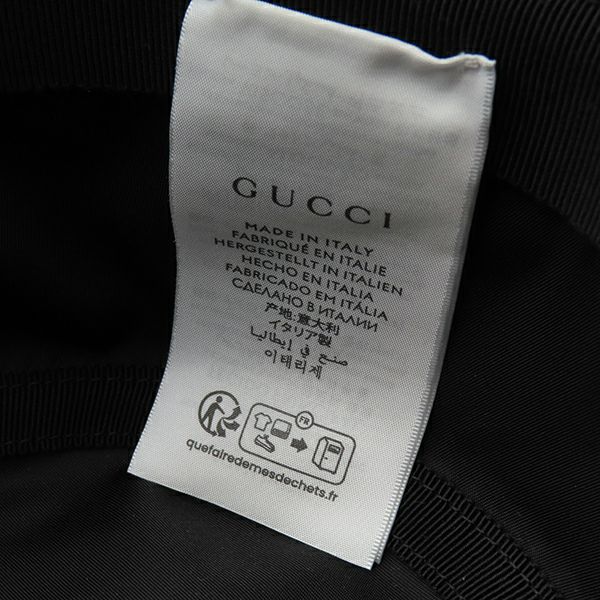 GUCCI
MADE IN ITALY
FABRIQUÉ EN ITALIE
HERGESTELLT IN ITALIEN
HECHO EN ITALIA
FABRICADO EM ITÁLIA
СДЕЛАНО В ИТАЛИИ
产地:意大利
イタリア製
صنع في إيطاليا
이태리제
FR
quefairedemesdechets.fr